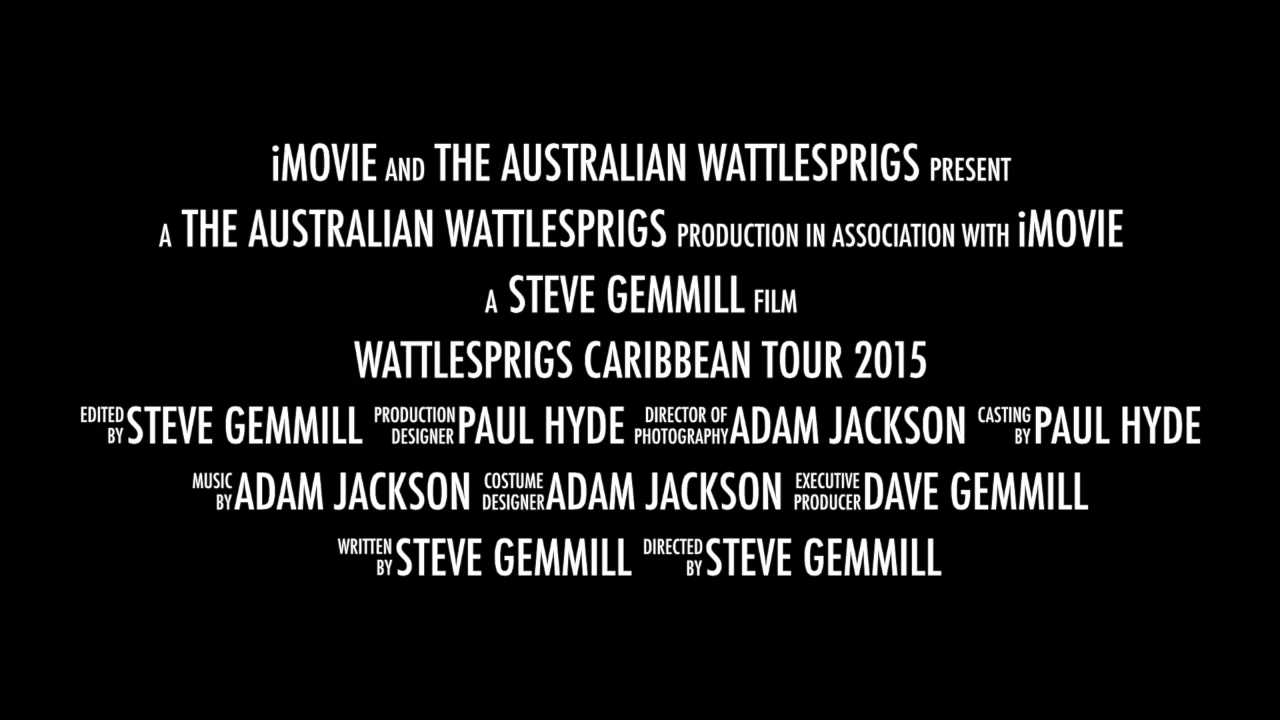 iMOVIE AND THE AUSTRALIAN WATTLESPRIGS PRESENT
A THE AUSTRALIAN WATTLESPRIGS PRODUCTION IN ASSOCIATION WITH iMOVIE
A STEVE GEMMILL FILM
WATTLESPRIGS CARIBBEAN TOUR 2015
EDITED BY STEVE GEMMILL PRODUCTION DESIGNER PAUL HYDE DIRECTOR OF PHOTOGRAPHY ADAM JACKSON CASTING BY PAUL HYDE
MUSIC BY ADAM JACKSON COSTUME DESIGNER ADAM JACKSON EXECUTIVE PRODUCER DAVE GEMMILL
WRITTEN BY STEVE GEMMILL DIRECTED BY STEVE GEMMILL